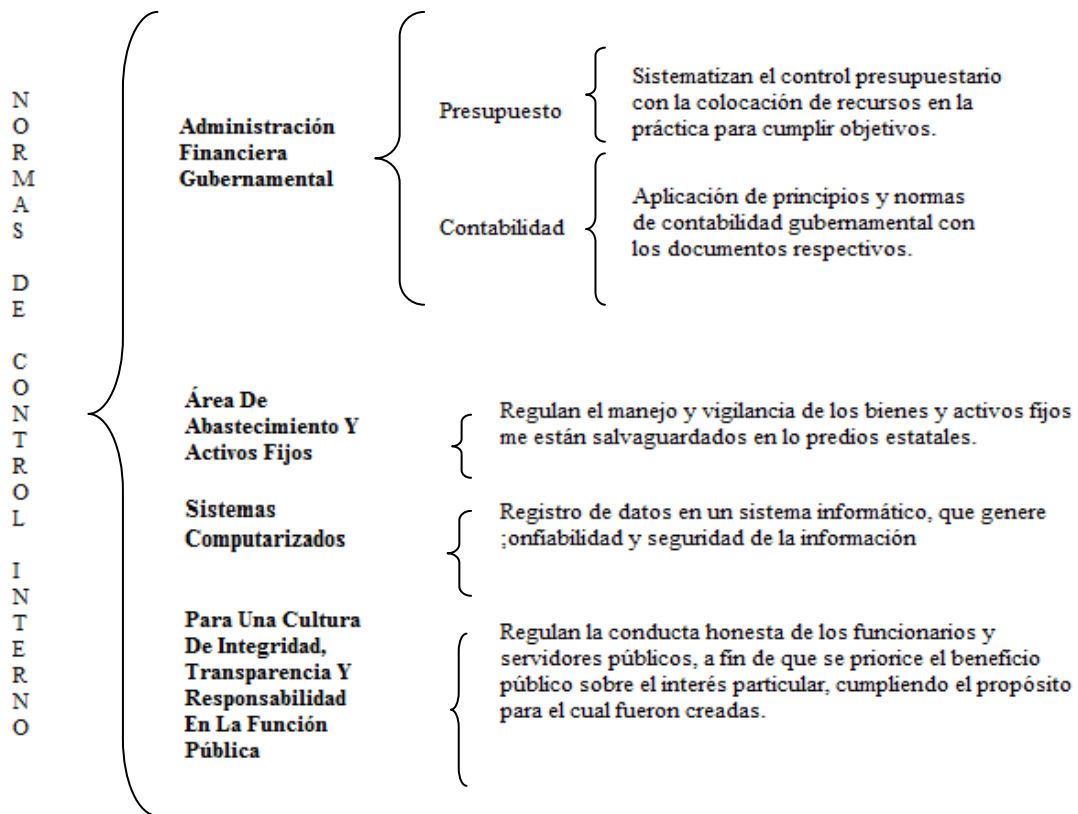 NORMAS DE CONTROL INTERNO
Administración
Financiera
Gubernamental
Presupuesto
Sistematizan el control presupuestario
con la colocación de recursos en la
práctica para cumplir objetivos.
Contabilidad
Aplicación de principios y normas
de contabilidad gubernamental con
los documentos respectivos.
Área De
Abastecimiento Y
Activos Fijos
Regulan el manejo y vigilancia de los bienes y activos fijos
me están salvaguardados en lo predios estatales.
Sistemas
Computarizados
Registro de datos en un sistema informático, que genere
;onfiabilidad y seguridad de la información
Para Una Cultura
De Integridad,
Transparencia Y
Responsabilidad
En La Función
Pública
Regulan la conducta honesta de los funcionarios y
servidores públicos, a fin de que se priorice el beneficio
público sobre el interés particular, cumpliendo el propósito
para el cual fueron creadas.